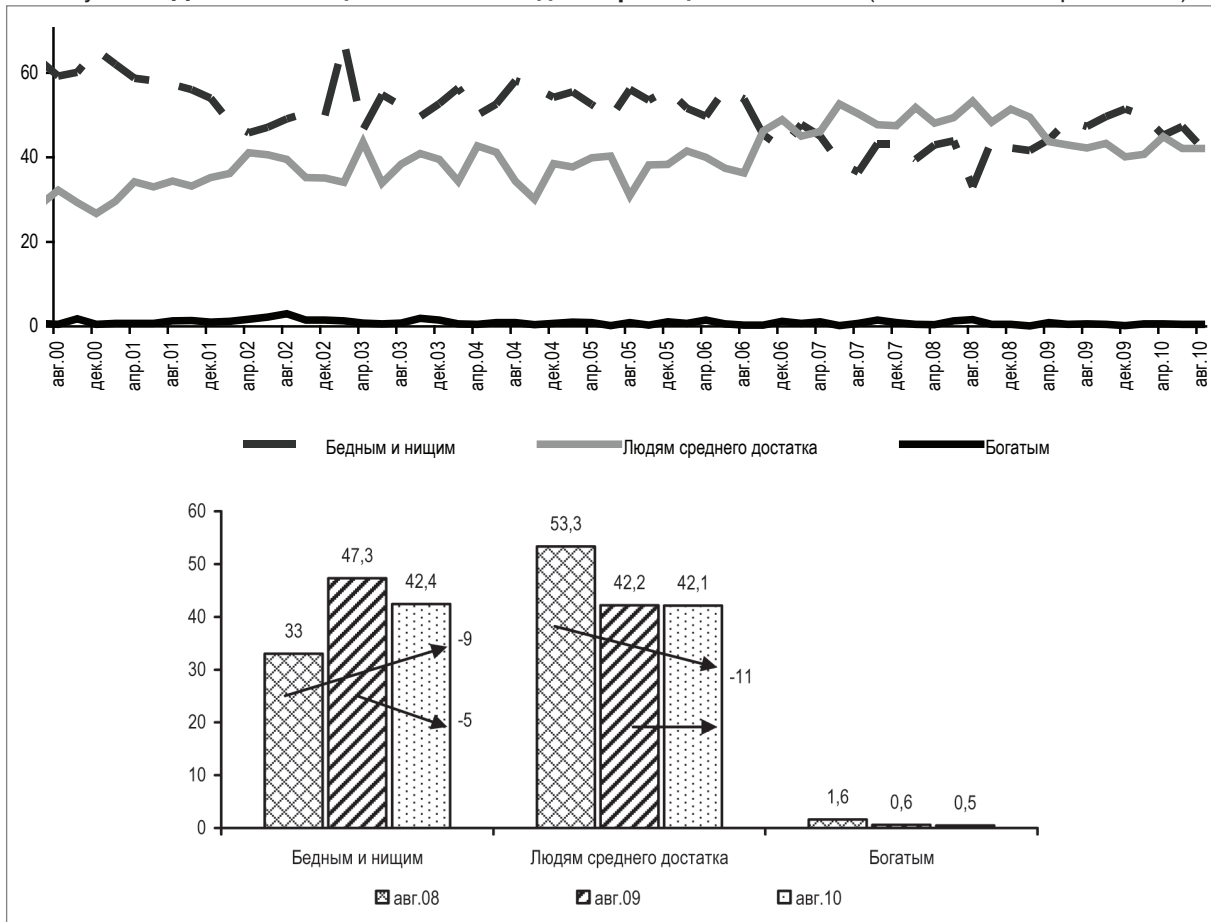 60
40
20
0
авг.00
дек.00
апр.01
авг.01
дек.01
апр.02
авг.02
дек.02
апр.03
авг.03
дек.03
апр.04
авг.04
дек.04
апр.05
авг.05
дек.05
апр.06
авг.06
дек.06
апр.07
авг.07
дек.07
апр.08
авг.08
дек.08
апр.09
авг.09
дек.09
апр.10
авг.10
Бедным и нищим Людям среднего достатка Богатым
60
50
40
30
20
10
0
33 47,3 42,4 53,3 42,2 42,1 1,6 0,6 0,5
-9
-5
-11
Бедным и нищим Людям среднего достатка Богатым
авг.08 авг.09 авг.10